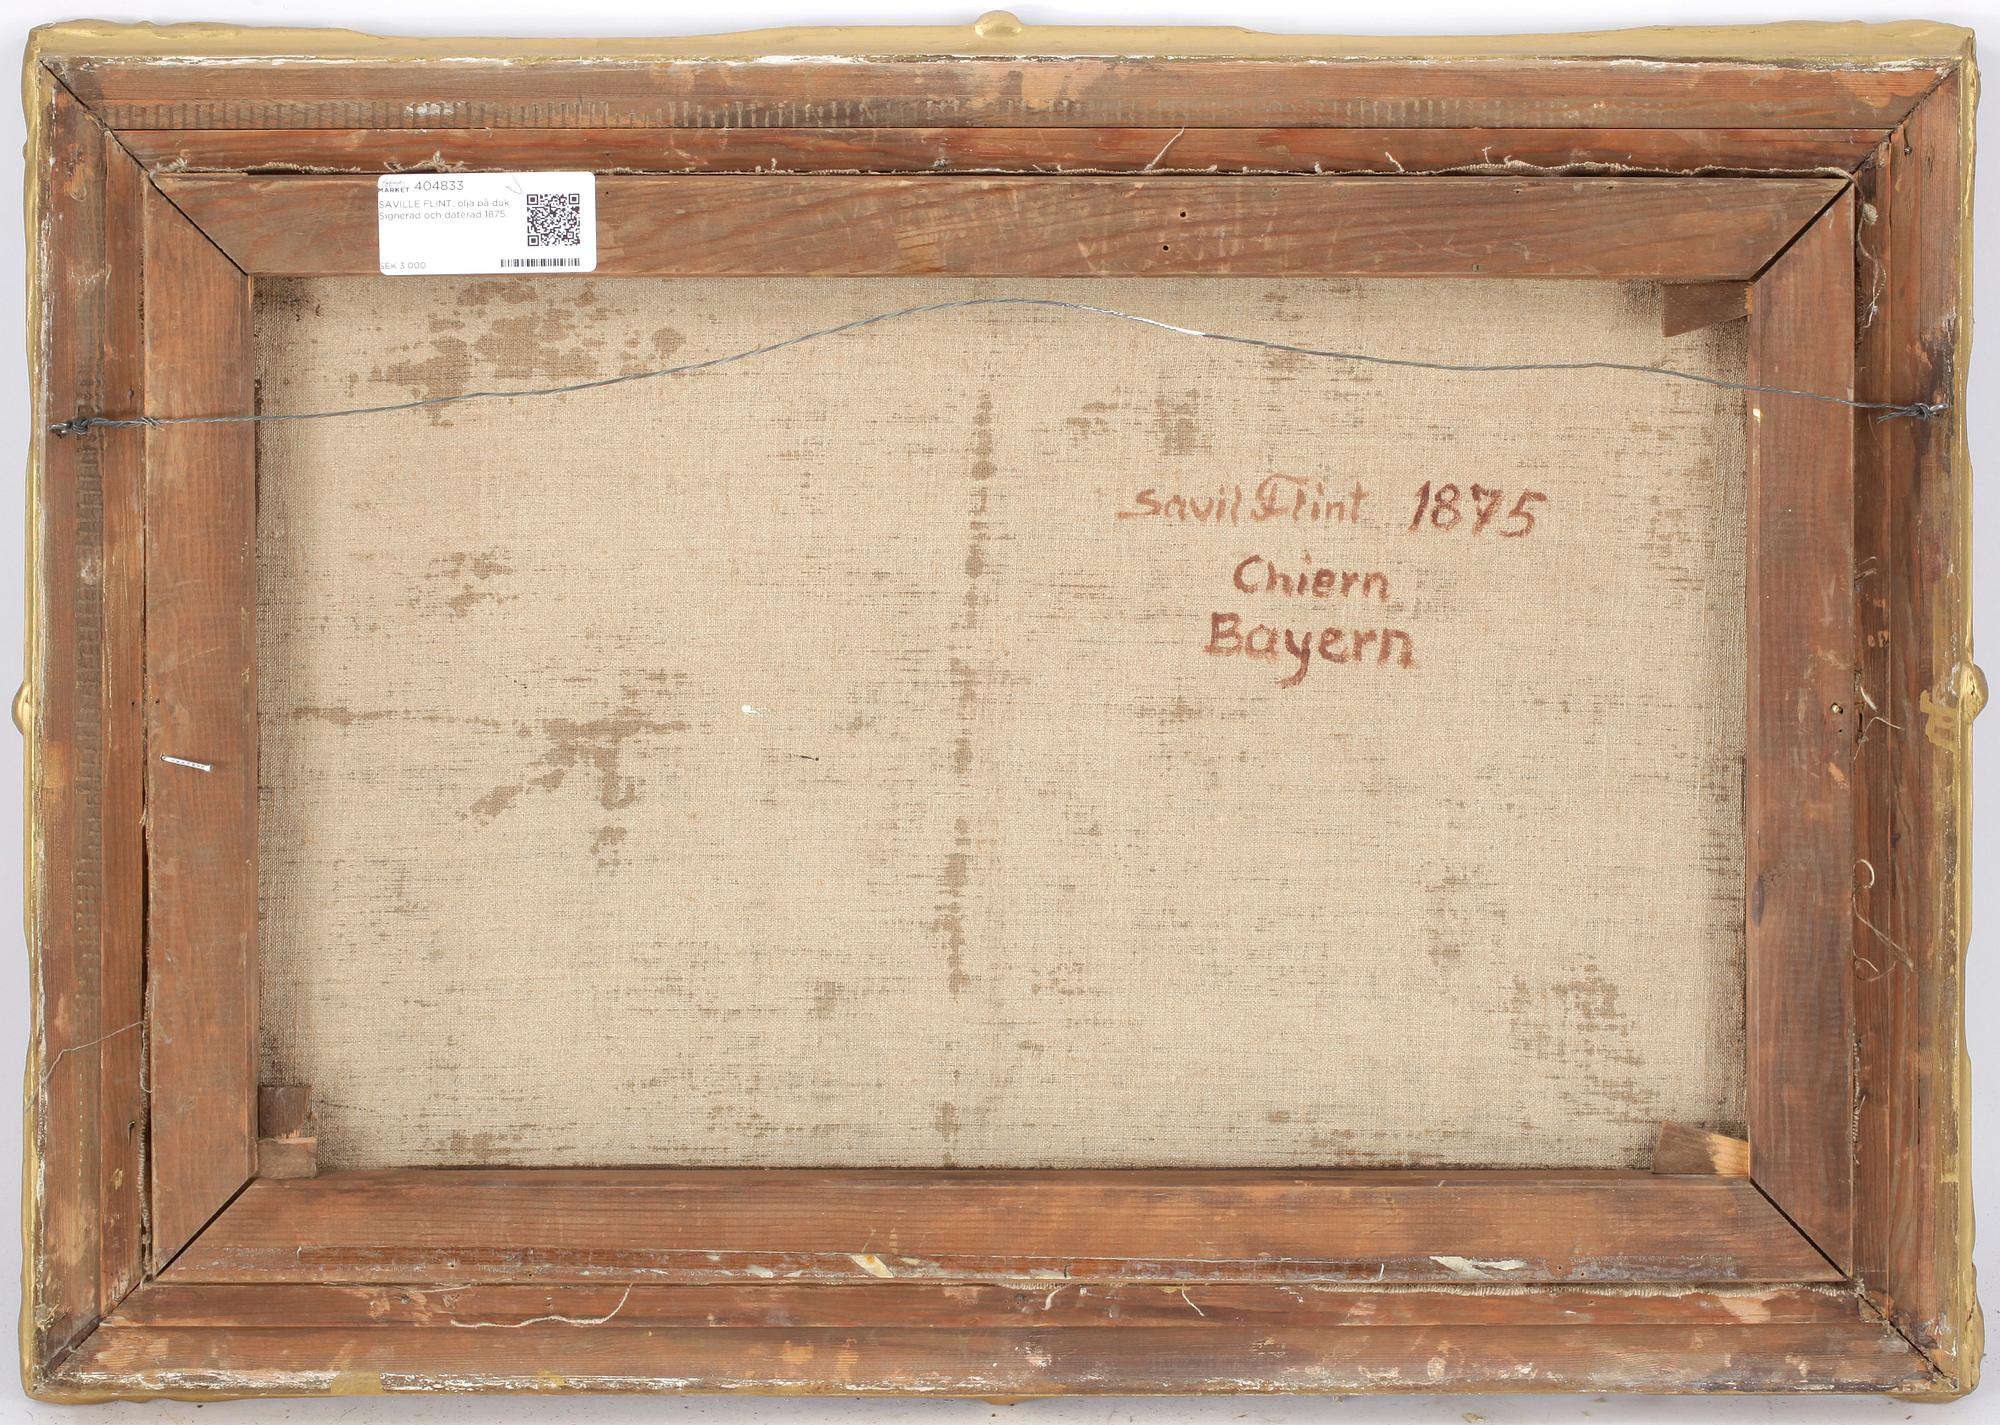 MARKET 404833
SAVILLE FLINT, olja på duk.
Signerad och daterad 1875.
SEK 3 000
Savil Flint 1875
Chiern
Bayern